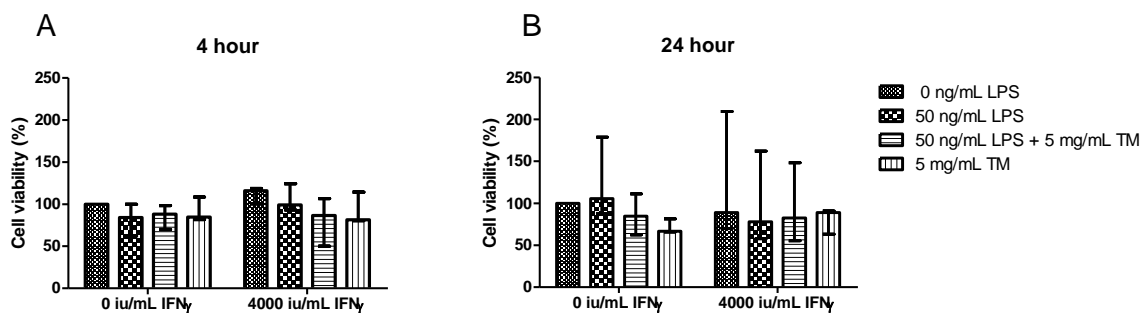 A
4 hour
Cell viability (%)
250
200
150
100
50
0
0 iu/mL IFNγ
4000 iu/mL IFNγ
B
24 hour
Cell viability (%)
250
200
150
100
50
0
0 iu/mL IFNγ
4000 iu/mL IFNγ
0 ng/mL LPS
50 ng/mL LPS
50 ng/mL LPS + 5 mg/mL TM
5 mg/mL TM